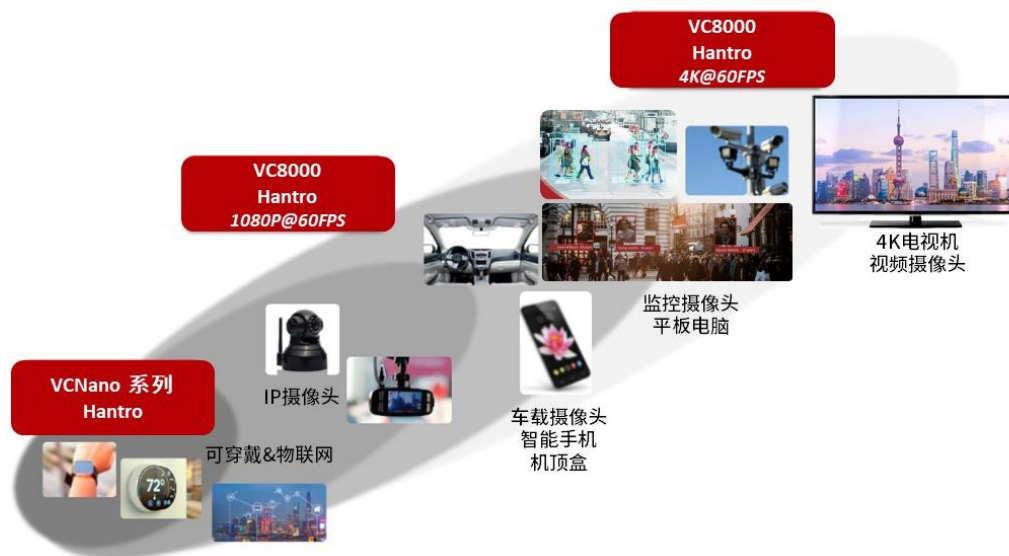 VC8000
Hantro
4K@60FPS
VC8000
Hantro
1080P@60FPS
4K电视机
视频摄像头
监控摄像头
平板电脑
VCNano 系列
Hantro
IP摄像头
车载摄像头
智能手机
机顶盒
可穿戴&物联网
72°